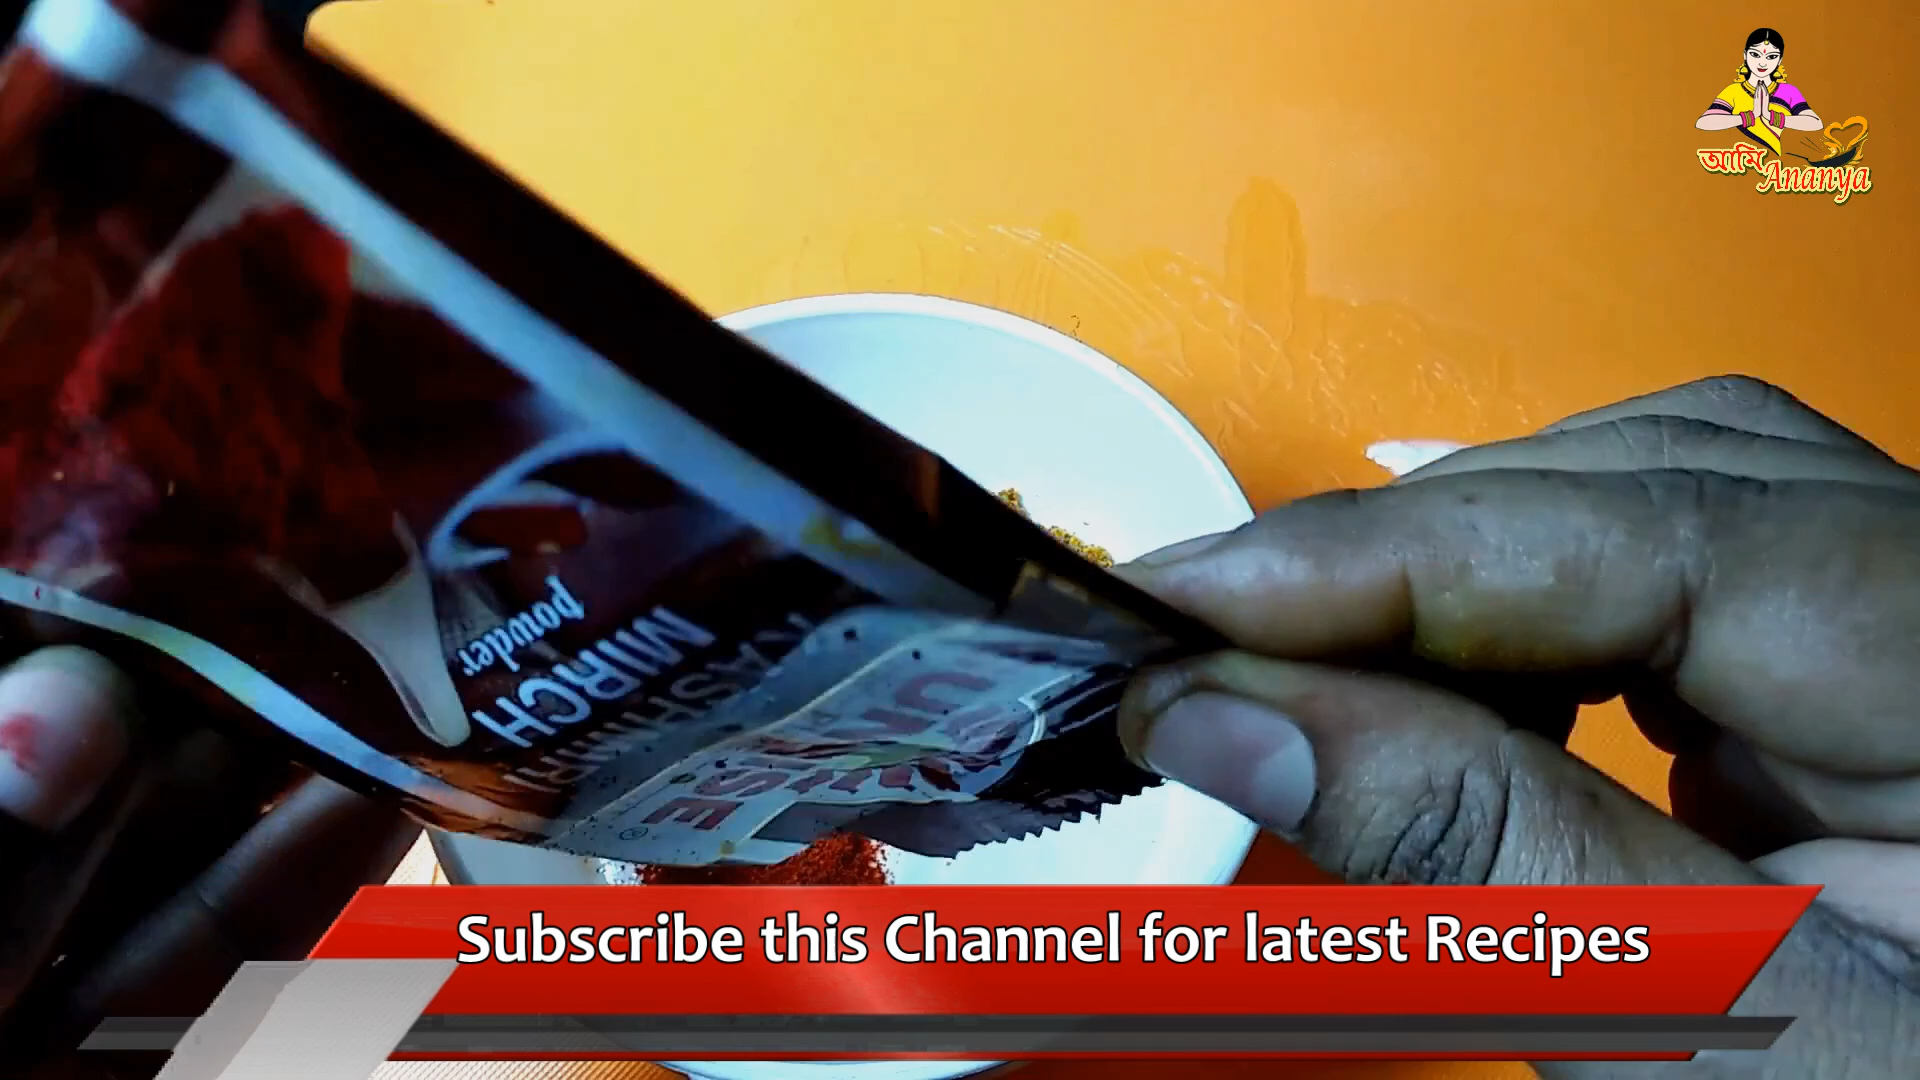 আমি
Ananya
powder
MIRCH
KASHMIRI
Subscribe this Channel for latest Recipes